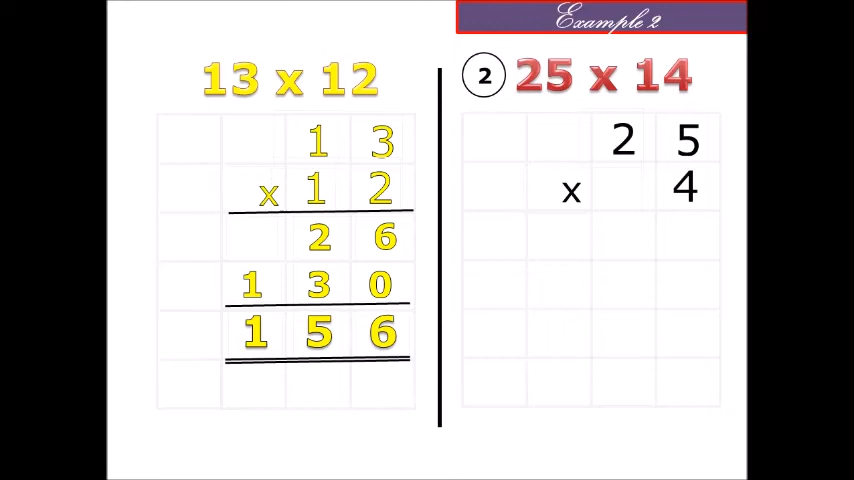 Example 2
13 x 12
1 3
x 1 2
2 6
1 3 0
1 5 6
2 25 x 14
2 5
x 4